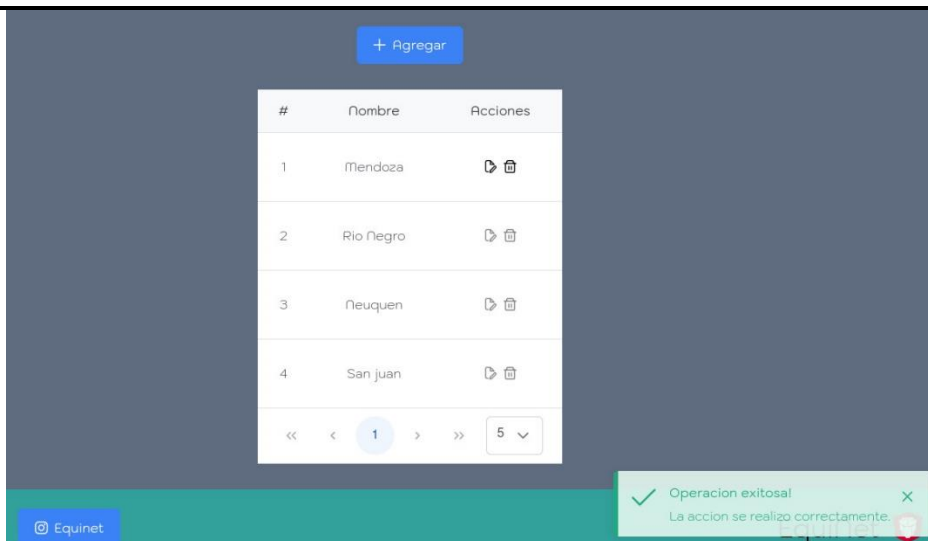 + Agregar
# Nombre Acciones
1 Mendoza
2 Rio Negro
3 Neuquen
4 San juan
<< < 1 > >> 5
Operacion exitosa!
La accion se realizo correctamente.
Equinet
Equinet